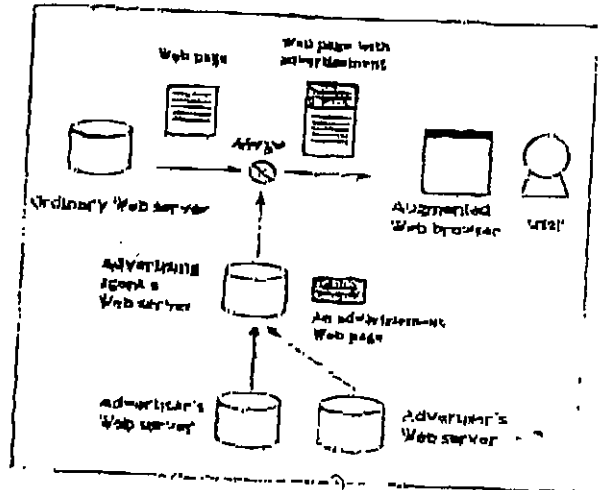 Web page
Web page with
advertisement
Ordinary Web server
Augmented
Web browser
user
Advertising
agent's
Web server
An advertisement
Web page
Advertiser's
Web server
Advertiser's
Web server